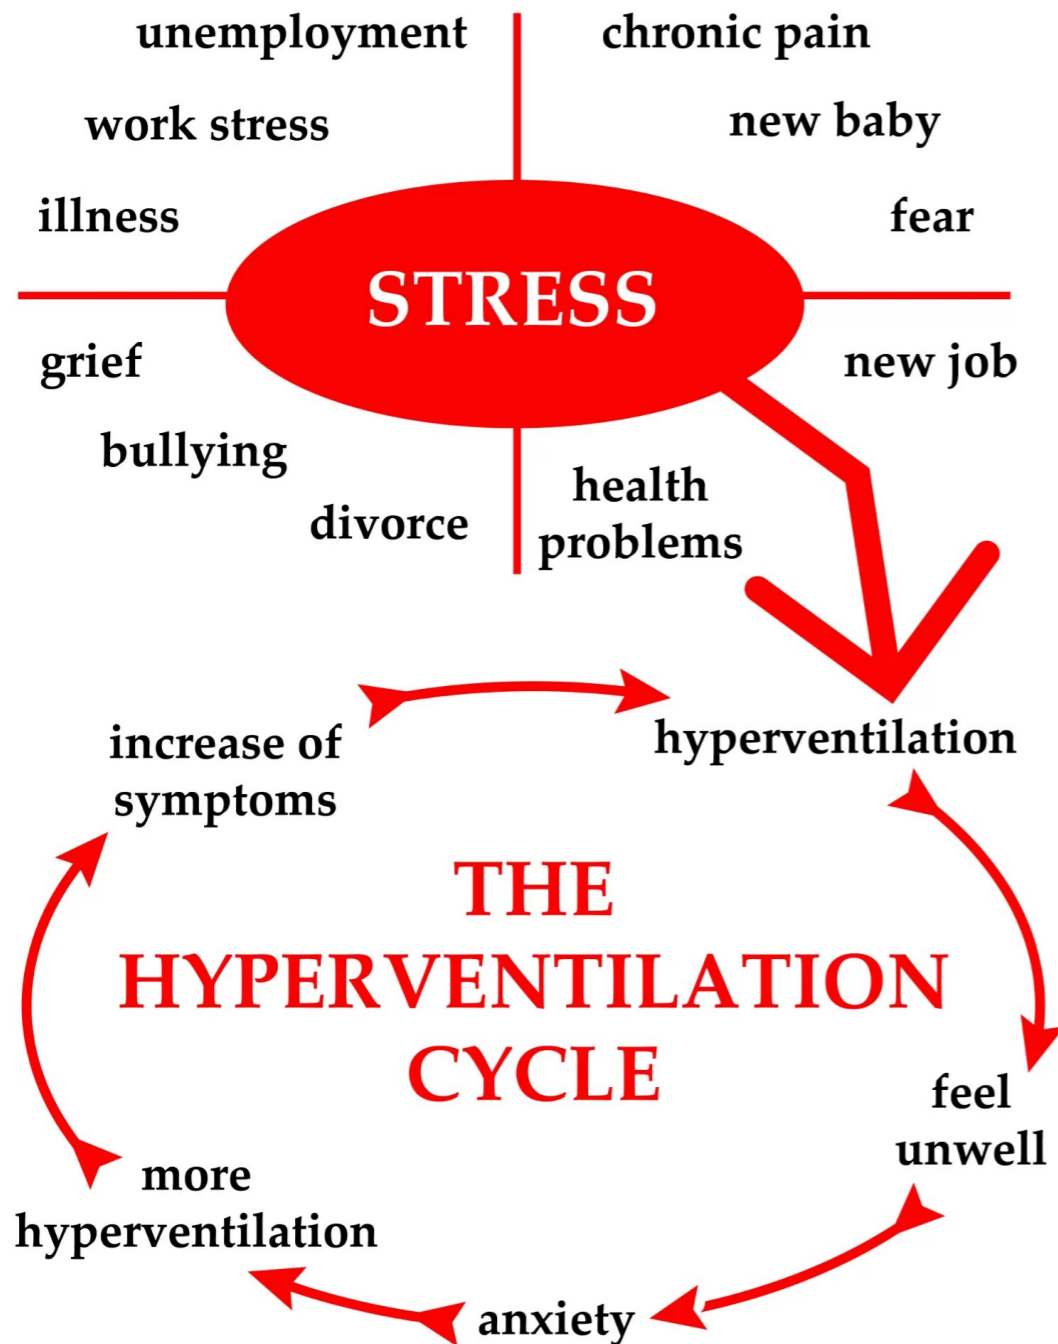 unemployment
chronic pain
work stress
new baby
illness
fear
STRESS
grief
new job
bullying
divorce
health
problems
increase of
symptoms
hyperventilation
THE
HYPERVENTILATION
CYCLE
feel
unwell
more
hyperventilation
anxiety